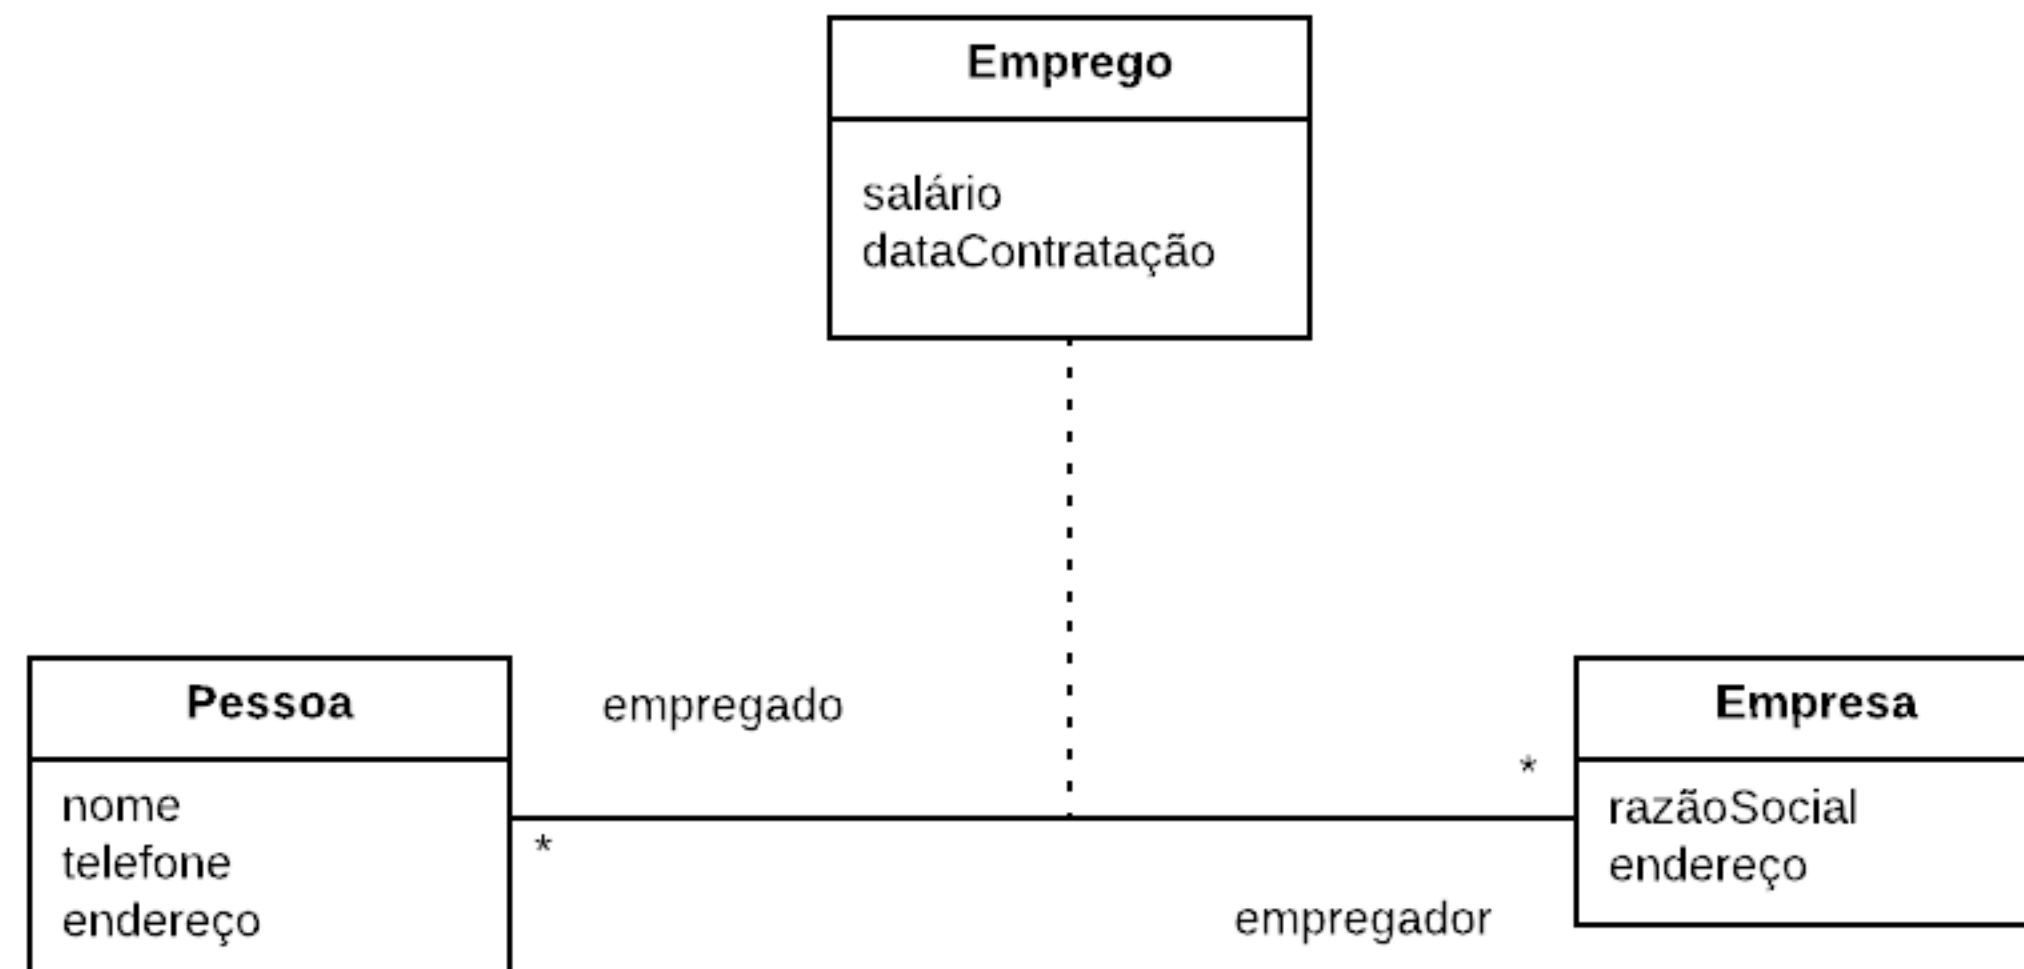 Emprego
salário
dataContratação
Pessoa
nome
telefone
endereço
empregado
*
*
empregador
Empresa
razãoSocial
endereço